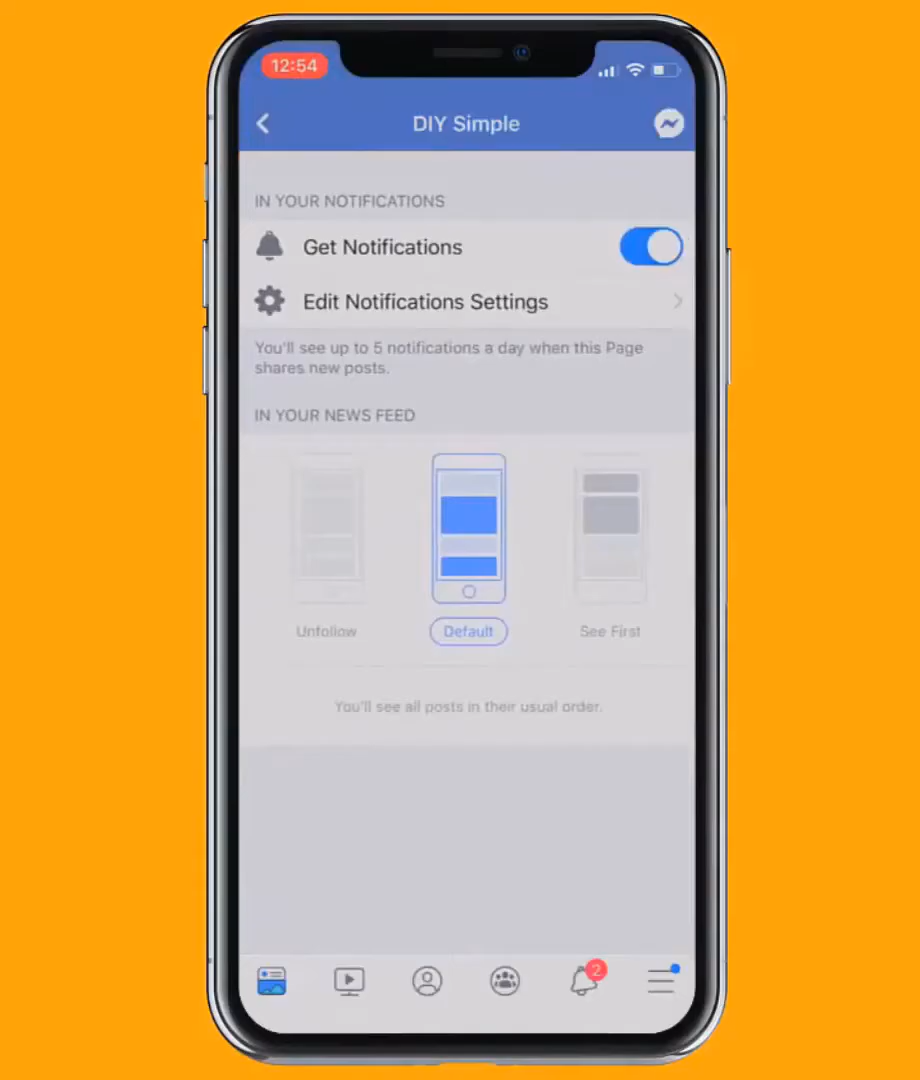 12:54
DIY Simple
IN YOUR NOTIFICATIONS
Get Notifications
Edit Notifications Settings
You'll see up to 5 notifications a day when this Page
shares new posts.
IN YOUR NEWS FEED
Unfollow
Default
See First
You'll see all posts in their usual order.
2